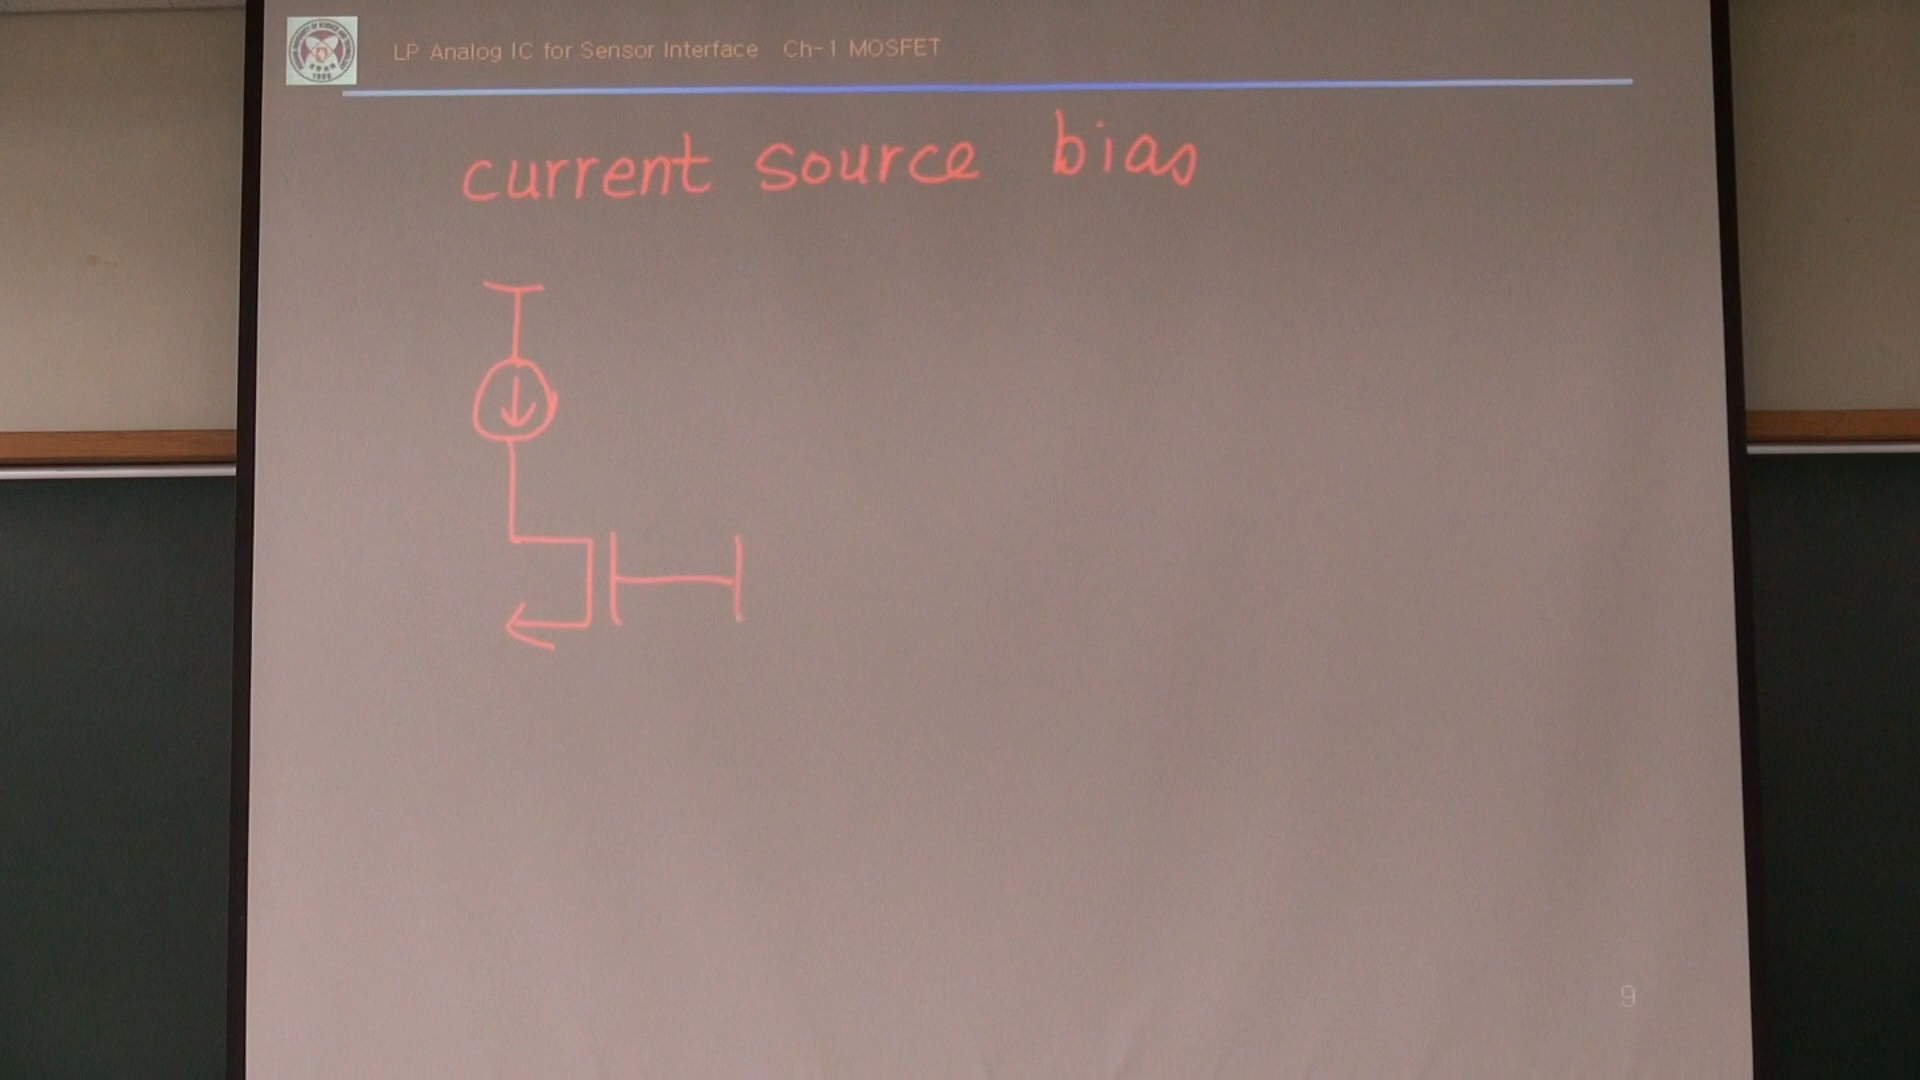 LP Analog IC for Sensor Interface Ch-1 MOSFET
current source bias
9